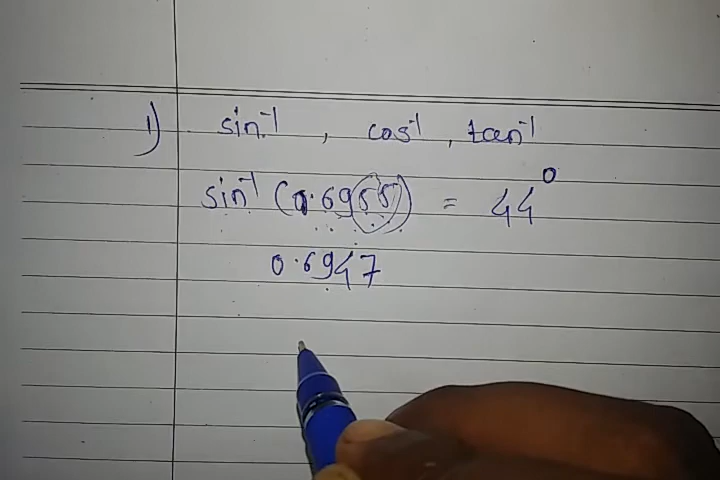 1) sin⁻¹ , cos⁻¹ , tan⁻¹
sin⁻¹ (0.6955) = 44°
0.6947